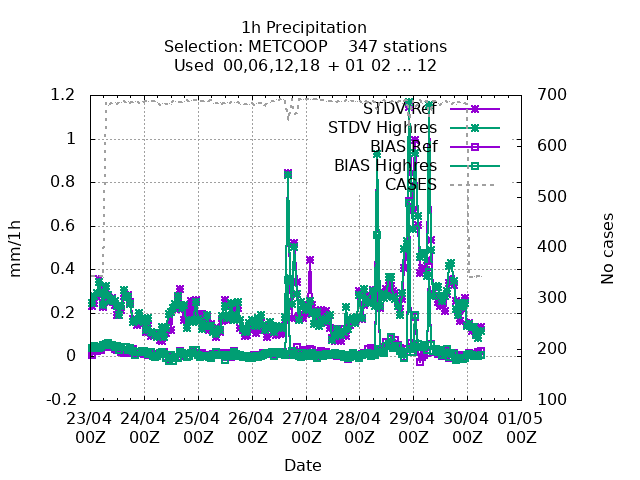 1h Precipitation
Selection: METCOOP 347 stations
Used 00,06,12,18 + 01 02 ... 12
1.2
1
0.8
0.6
0.4
0.2
0
-0.2
mm/1h
700
600
500
400
300
200
100
No cases
STDV Ref
STDV Highres
BIAS Ref
BIAS Highres
CASES
23/04 24/04 25/04 26/04 27/04 28/04 29/04 30/04 01/05
00Z 00Z 00Z 00Z 00Z 00Z 00Z 00Z 00Z
Date